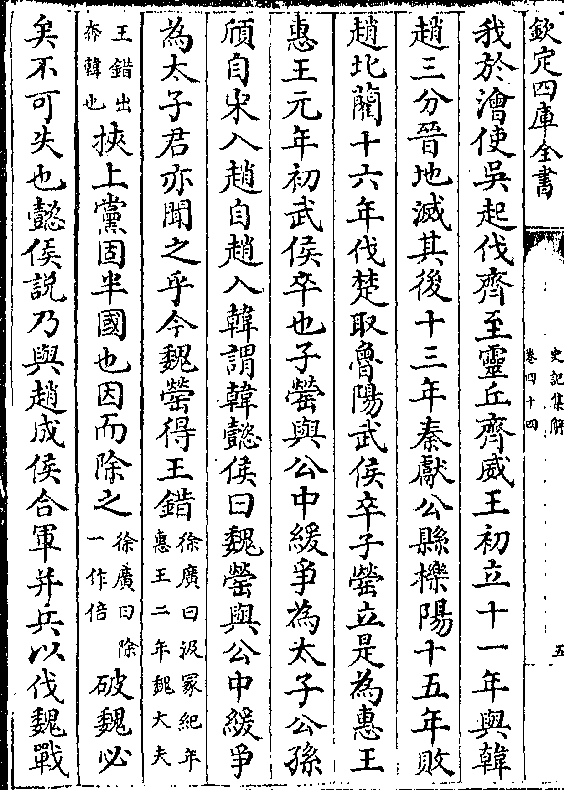 欽定四庫全書
史記集解
卷四十四
五
我於澮使吳起伐齊至靈丘齊威王初立十一年與韓
趙三分晉地滅其後十三年秦獻公縣櫟陽十五年敗
趙北藺十六年伐楚取魯陽武侯卒子罃立是為惠王
惠王元年初武侯卒也子罃與公中緩爭為太子公孫
頎自宋入趙自趙入韓謂韓懿侯曰魏罃與公中緩爭
為太子君亦聞之乎今魏罃得王錯徐廣曰汲冢紀年惠王二年魏大夫
王錯出奔韓也挾上黨固半國也因而除之徐廣曰除一作倍破魏必
矣不可失也懿侯説乃與趙成侯合軍并兵以伐魏戰